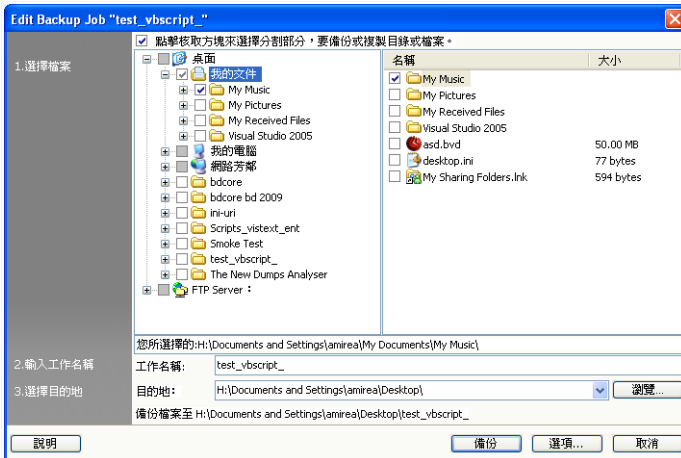 Edit Backup Job "test_vbscript_"
點擊核取方塊來選擇分割部分，要備份或複製目錄或檔案。
1.選擇檔案
桌面
我的文件
My Music
My Pictures
My Received Files
Visual Studio 2005
我的電腦
網路芳鄰
bdcore
bdcore bd 2009
ini-uri
Scripts_vistext_ent
Smoke Test
test_vbscript_
The New Dumps Analyser
FTP Server：
名稱 大小
My Music
My Pictures
My Received Files
Visual Studio 2005
asd.bvd 50.00 MB
desktop.ini 77 bytes
My Sharing Folders.lnk 594 bytes
您所選擇的:H:\Documents and Settings\amirea\My Documents\My Music\
2.輸入工作名稱
工作名稱: test_vbscript_
3.選擇目的地
目的地: H:\Documents and Settings\amirea\Desktop\ 瀏覽...
備份檔案至 H:\Documents and Settings\amirea\Desktop\test_vbscript_
說明 備份 選項... 取消